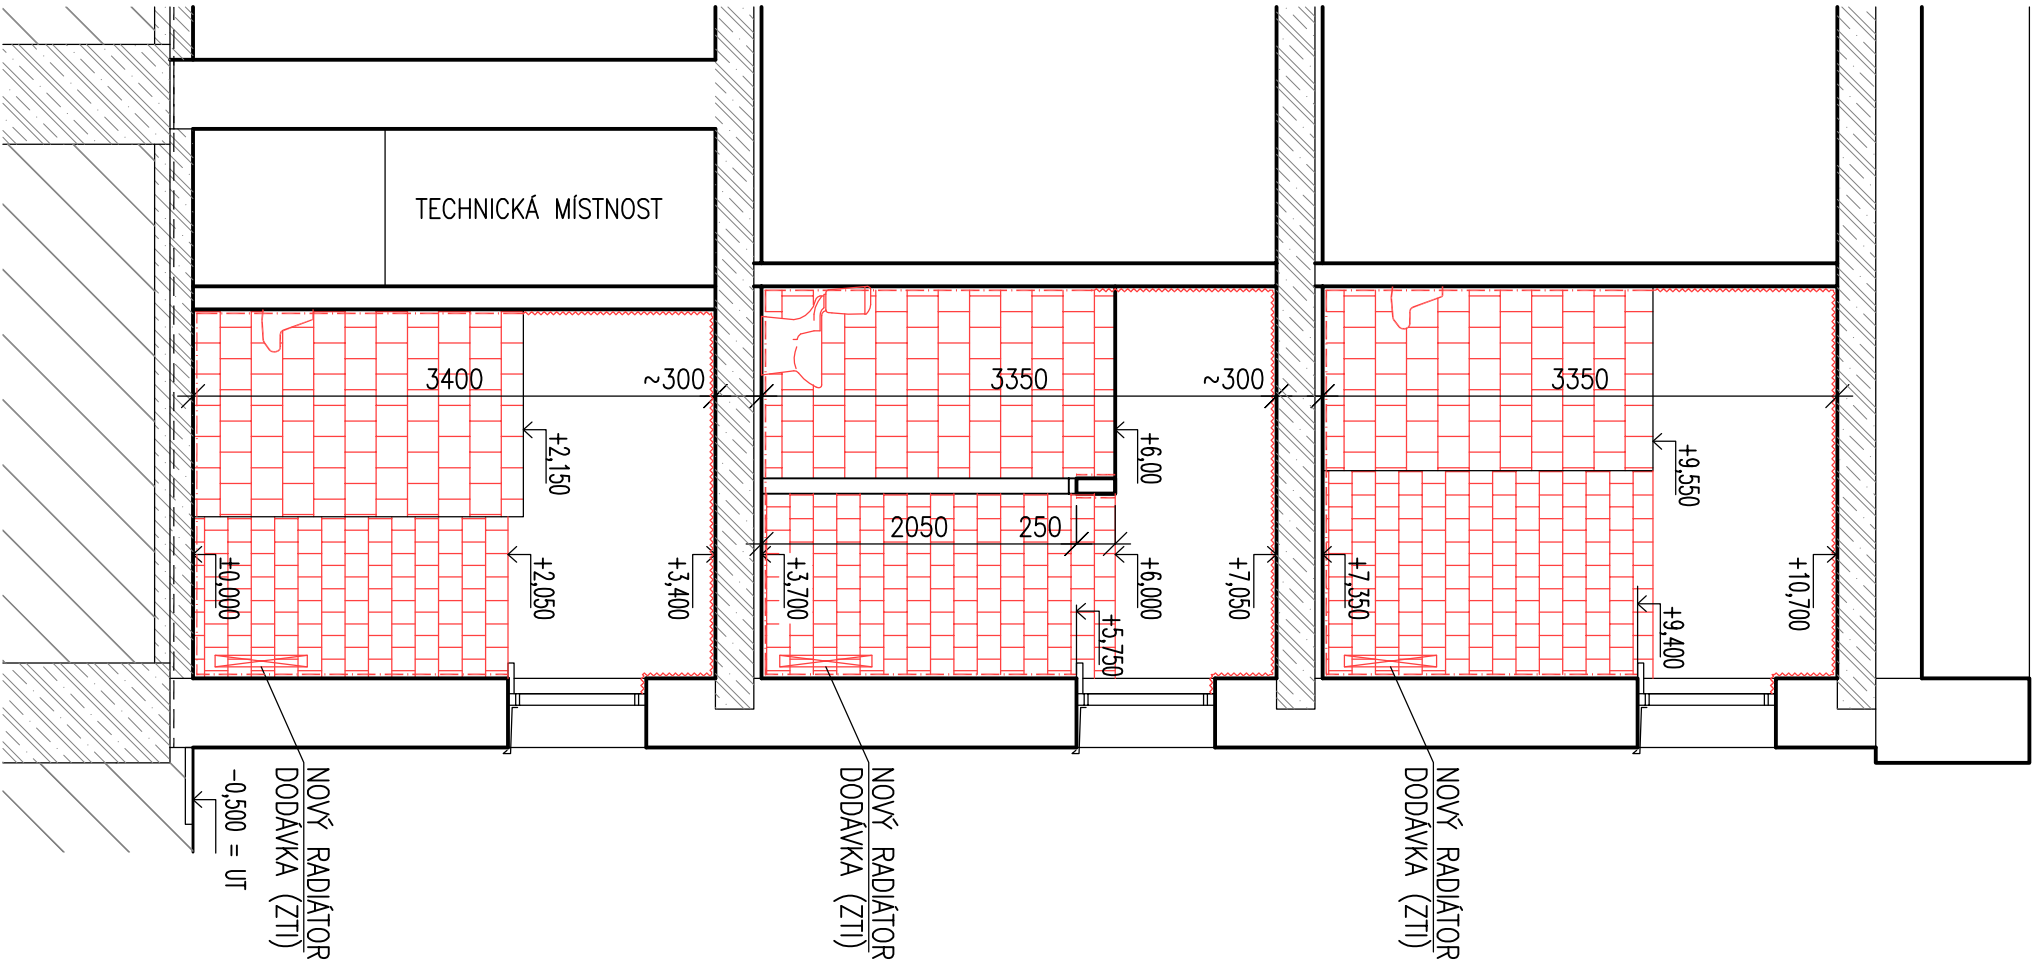 TECHNICKÁ MÍSTNOST
3400
~300
3350
~300
3350
+2,150
+6,00
+9,550
2050
250
±0,000
+2,050
+3,400
+3,700
+6,000
+5,750
+7,050
+7,350
+9,400
+10,700
-0,500 = UT
NOVÝ RADIÁTOR
DODÁVKA (ZTI)
NOVÝ RADIÁTOR
DODÁVKA (ZTI)
NOVÝ RADIÁTOR
DODÁVKA (ZTI)